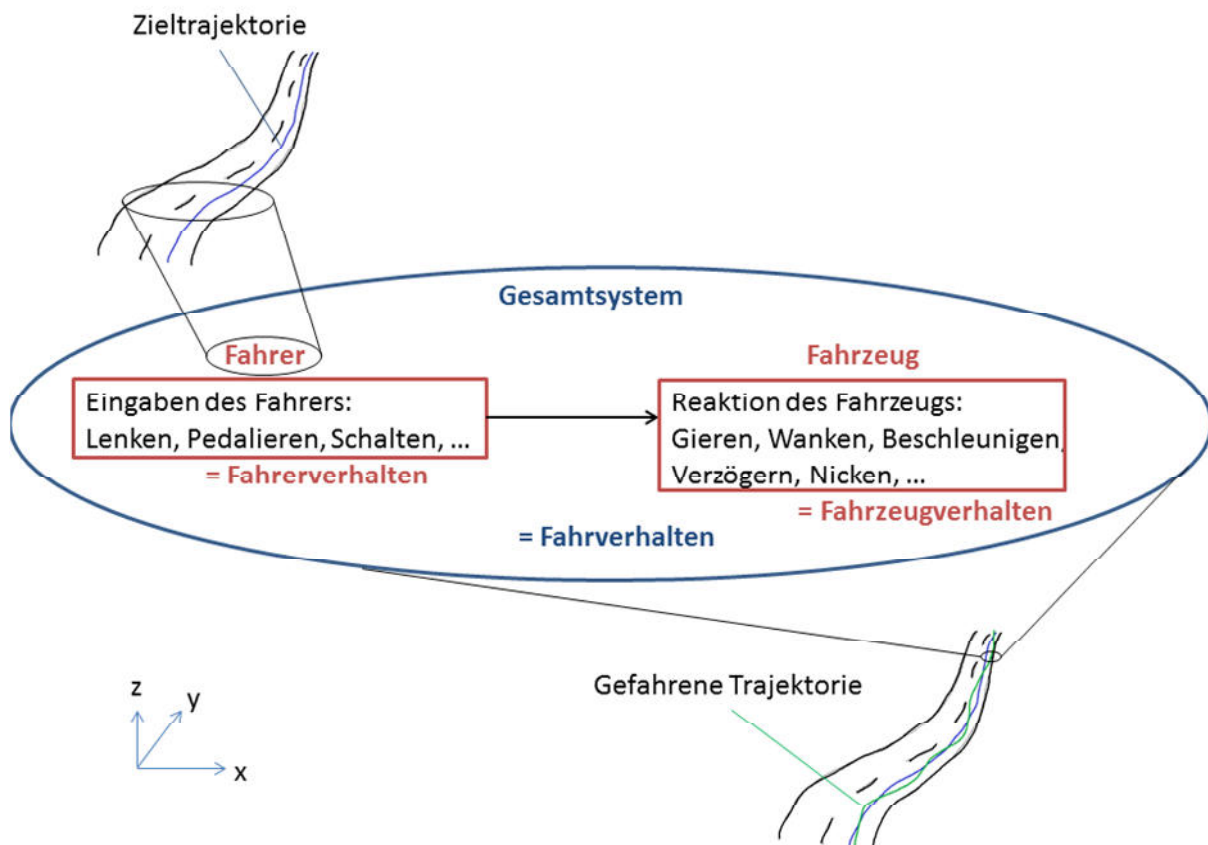 Zieltrajektorie
Gesamtsystem
Fahrer
Fahrzeug
Eingaben des Fahrers:
Lenken, Pedalieren, Schalten, ...
= Fahrerverhalten
Reaktion des Fahrzeugs:
Gieren, Wanken, Beschleunigen,
Verzögern, Nicken, ...
= Fahrzeugverhalten
= Fahrverhalten
Gefahrene Trajektorie
z
y
x